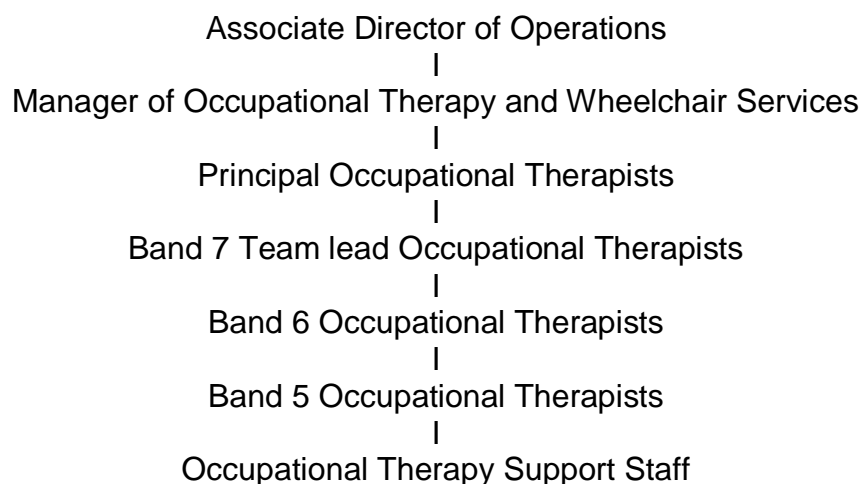 Associate Director of Operations
I
Manager of Occupational Therapy and Wheelchair Services
I
Principal Occupational Therapists
I
Band 7 Team lead Occupational Therapists
I
Band 6 Occupational Therapists
I
Band 5 Occupational Therapists
I
Occupational Therapy Support Staff